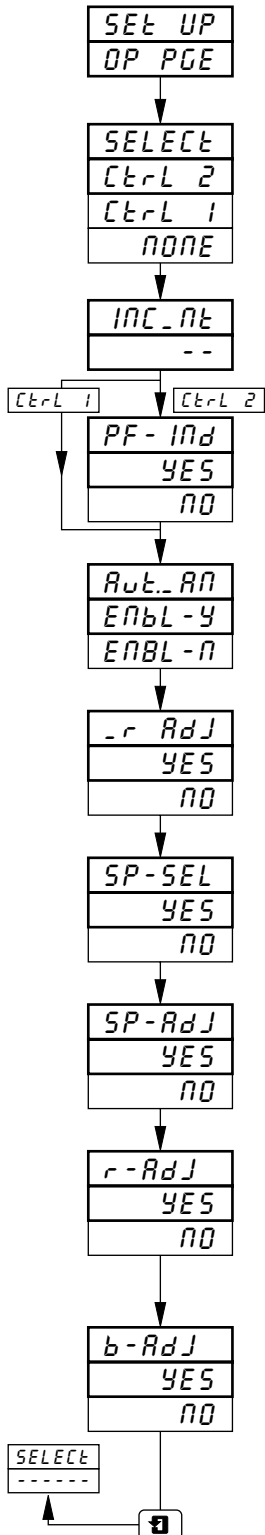 SEt UP
OP PGE
SELECt
CtrL 2
CtrL 1
NONE
INC_Nt
--
CtrL 1
CtrL 2
PF-INd
YES
NO
Aut._AN
ENbL-Y
ENBL-N
_r AdJ
YES
NO
SP-SEL
YES
NO
SP-AdJ
YES
NO
r-AdJ
YES
NO
b-AdJ
YES
NO
SELECt
------